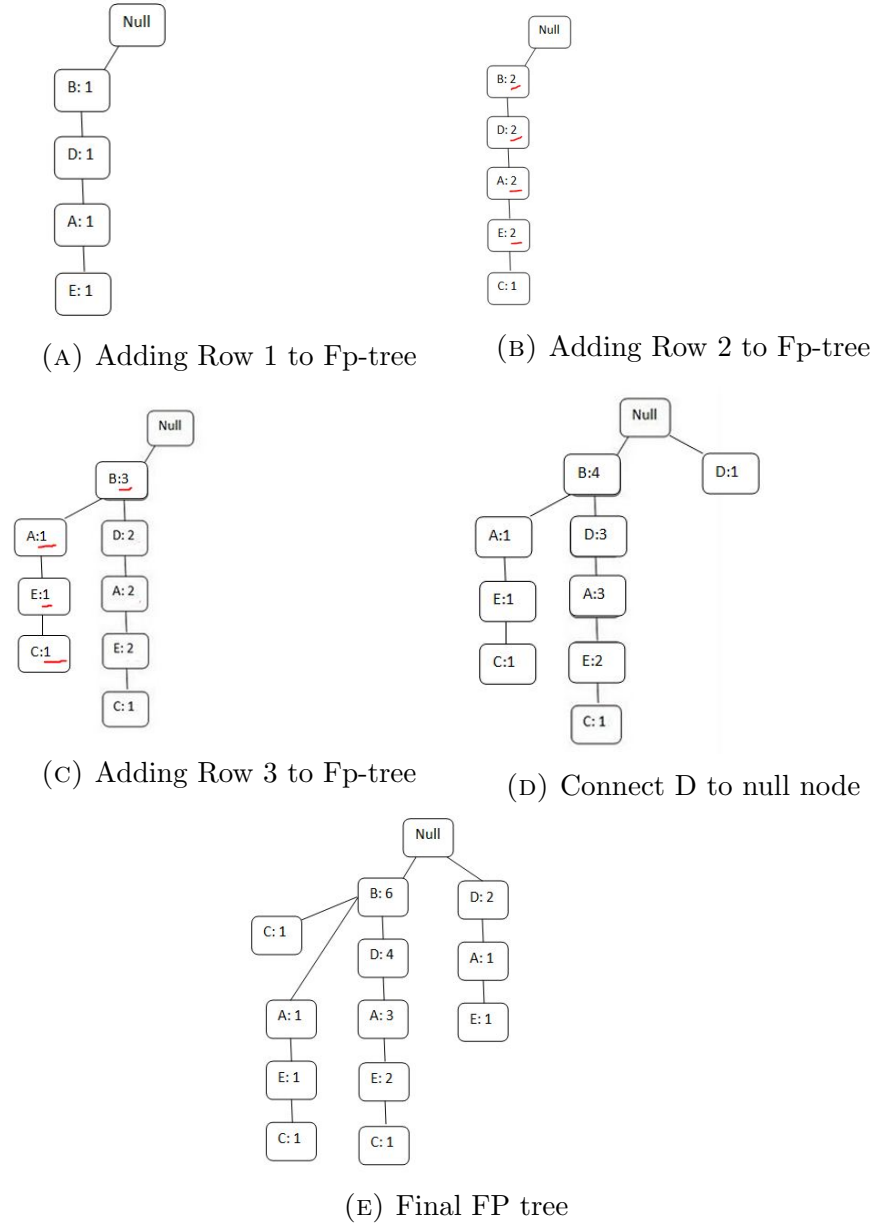 Null
B: 1
D: 1
A: 1
E: 1
(A) Adding Row 1 to Fp-tree
Null
B: 2
D: 2
A: 2
E: 2
C: 1
(B) Adding Row 2 to Fp-tree
Null
B:3
A:1
D: 2
E:1
A: 2
C:1
E: 2
C: 1
(C) Adding Row 3 to Fp-tree
Null
B:4
D:1
A:1
D:3
E:1
A:3
C:1
E:2
C: 1
(D) Connect D to null node
Null
B: 6
D: 2
C: 1
D: 4
A: 1
A: 1
A: 3
E: 1
E: 1
E: 2
C: 1
C: 1
(E) Final FP tree